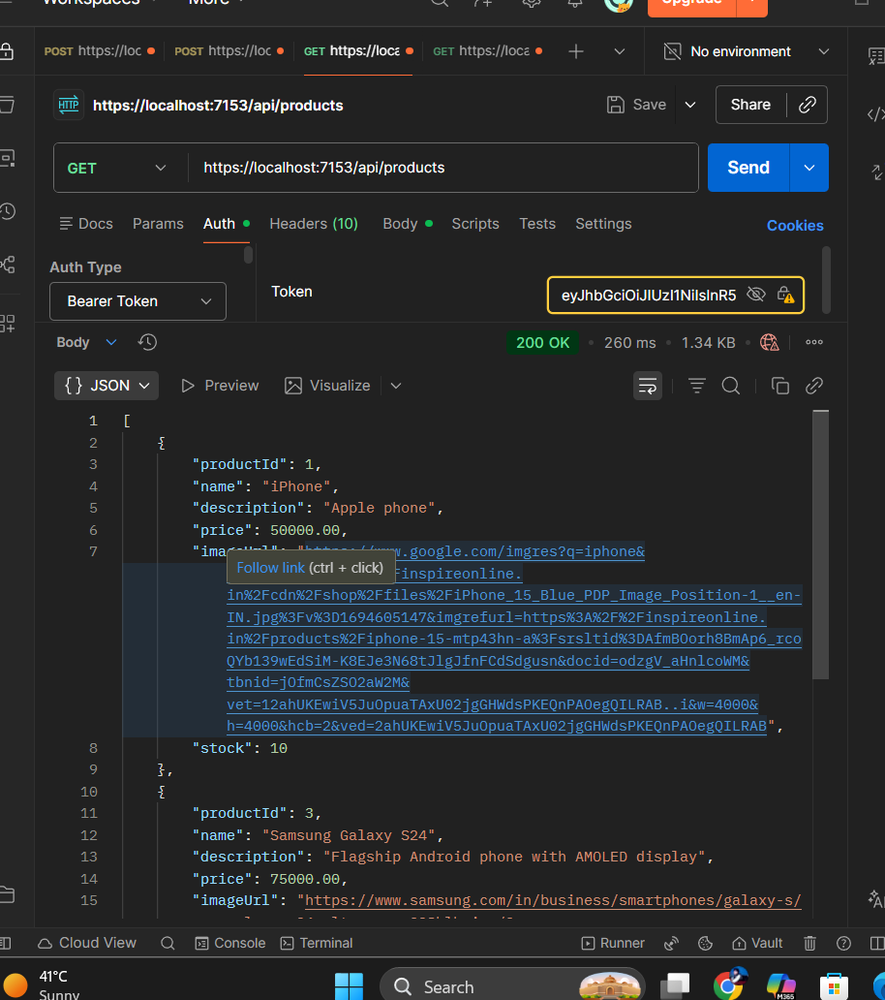 Workspaces More Upgrade
POST https://loc POST https://loc GET https://loca GET https://loca No environment
HTTP https://localhost:7153/api/products Save Share
GET https://localhost:7153/api/products Send
Docs Params Auth Headers (10) Body Scripts Tests Settings Cookies
Auth Type
Bearer Token
Token eyJhbGciOiJIUzI1NiIsInR5
Body 200 OK 260 ms 1.34 KB
{} JSON Preview Visualize
1 [
2 {
3 "productId": 1,
4 "name": "iPhone",
5 "description": "Apple phone",
6 "price": 50000.00,
7 "imageUrl": "https://www.google.com/imgres?q=iphone&
Follow link (ctrl + click) Finspireonline.
in%2Fcdn%2Fshop%2Ffiles%2FiPhone_15_Blue_PDP_Image_Position-1__en-
IN.jpg%3Fv%3D1694605147&imgrefurl=https%3A%2F%2Finspireonline.
in%2Fproducts%2Fiphone-15-mtp43hn-a%3Fsrsltid%3DAfmBOorh8BmAp6_rco
QYb139wEdSiM-K8EJe3N68tJlgJfnFCdSdgusn&docid=odzgV_aHnlcoWM&
tbnid=jOfmCsZSO2aW2M&
vet=12ahUKEwiV5JuOpuaTAxU02jgGHWdsPKEQnPAOegQILRAB..i&w=4000&
h=4000&hcb=2&ved=2ahUKEwiV5JuOpuaTAxU02jgGHWdsPKEQnPAOegQILRAB",
8 "stock": 10
9 },
10 {
11 "productId": 3,
12 "name": "Samsung Galaxy S24",
13 "description": "Flagship Android phone with AMOLED display",
14 "price": 75000.00,
15 "imageUrl": "https://www.samsung.com/in/business/smartphones/galaxy-s/
Cloud View Console Terminal Runner Vault
41°C
Sunny
Search
M365